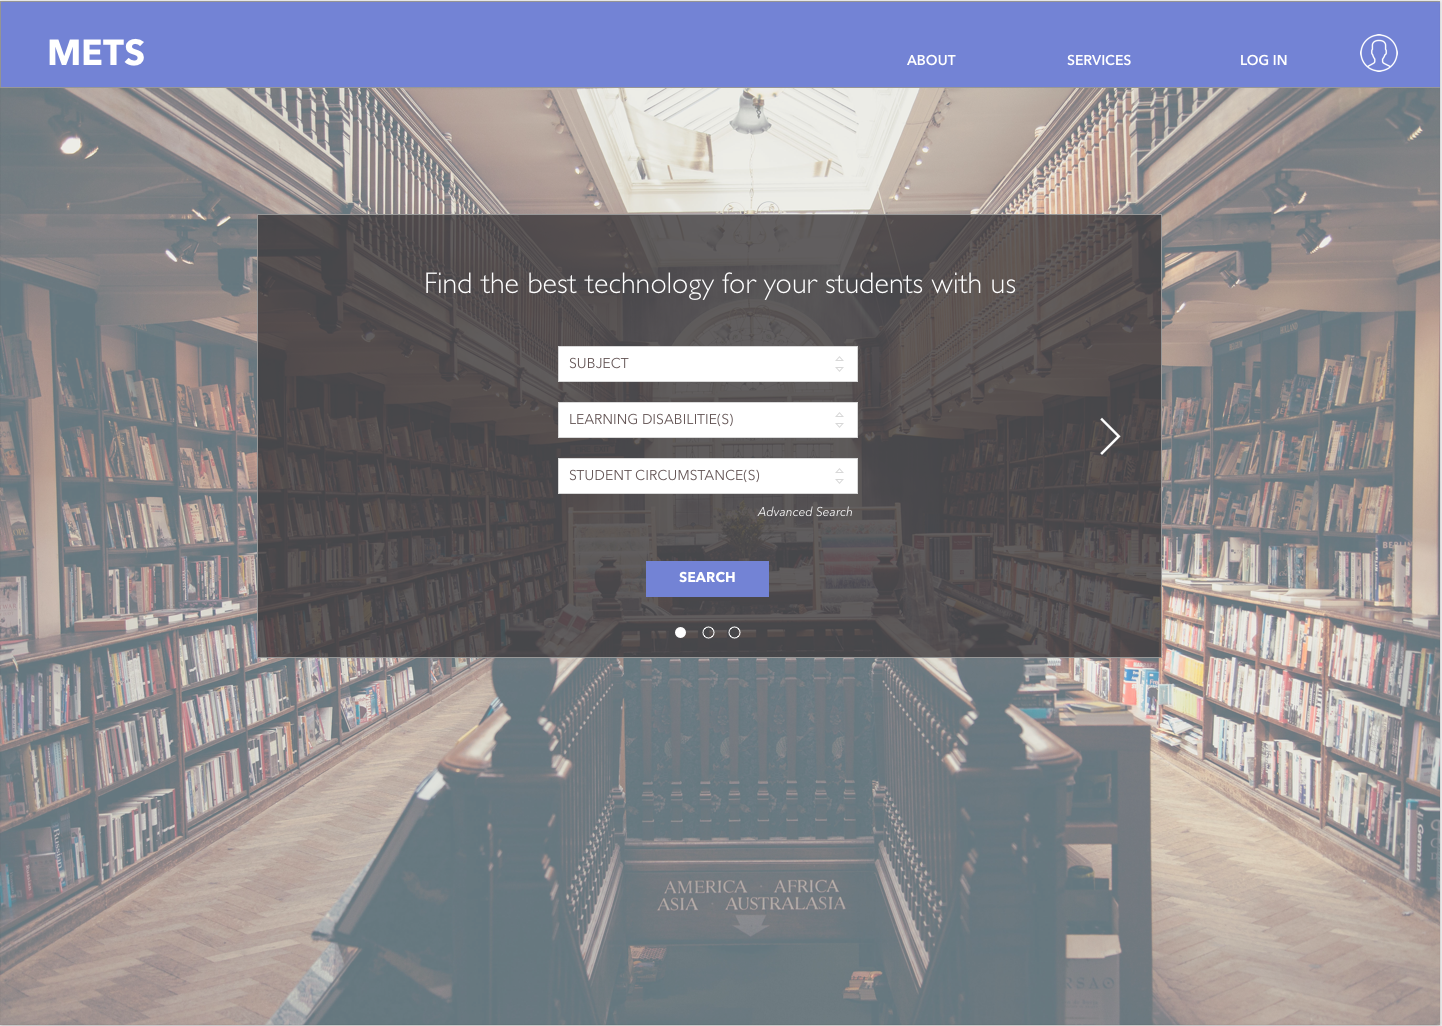 METS
ABOUT
SERVICES
LOG IN
Find the best technology for your students with us
SUBJECT
LEARNING DISABILITIE(S)
STUDENT CIRCUMSTANCE(S)
Advanced Search
SEARCH
AMERICA · AFRICA
ASIA · AUSTRALASIA
German